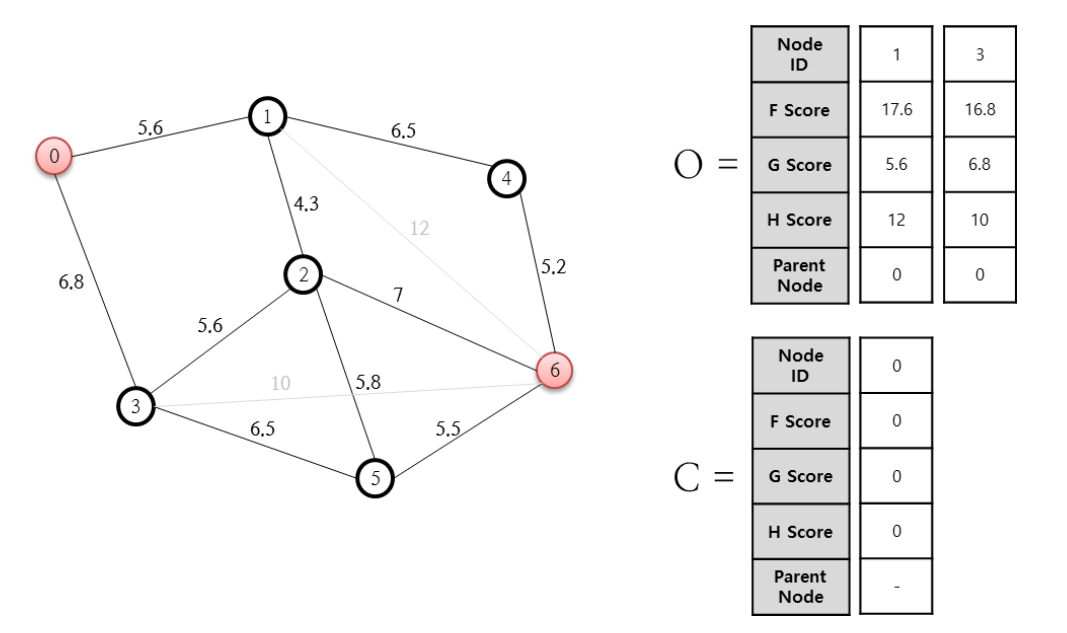 5.6
1
6.5
0
4
4.3
12
6.8
2
5.2
7
5.6
6
10
5.8
3
6.5
5.5
5
O =
Node
ID
1
3
F Score
17.6
16.8
G Score
5.6
6.8
H Score
12
10
Parent
Node
0
0
C =
Node
ID
0
F Score
0
G Score
0
H Score
0
Parent
Node
-